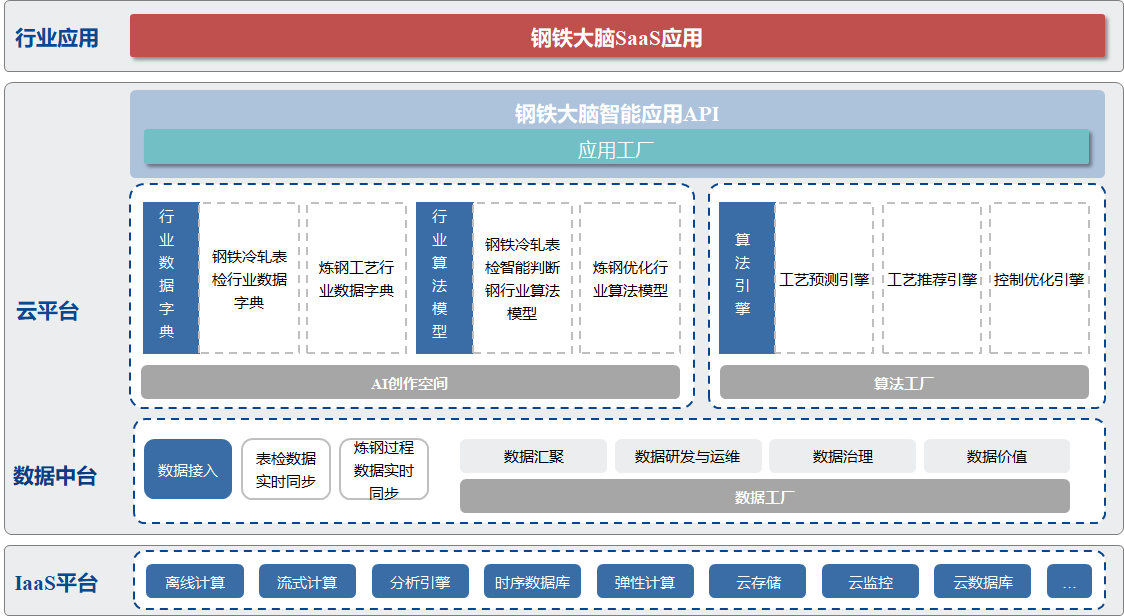 行业应用
钢铁大脑SaaS应用
云平台
钢铁大脑智能应用API
应用工厂
行
业
数
据
字
典
钢铁冷轧表
检行业数据
字典
炼钢工艺行
业数据字典
行
业
算
法
模
型
钢铁冷轧表
检智能判断
钢行业算法
模型
炼钢优化行
业算法模型
AI创作空间
算
法
引
擎
工艺预测引擎
工艺推荐引擎
控制优化引擎
算法工厂
数据中台
数据接入
表检数据
实时同步
炼钢过程
数据实时
同步
数据汇聚
数据研发与运维
数据治理
数据价值
数据工厂
IaaS平台
离线计算
流式计算
分析引擎
时序数据库
弹性计算
云存储
云监控
云数据库
...